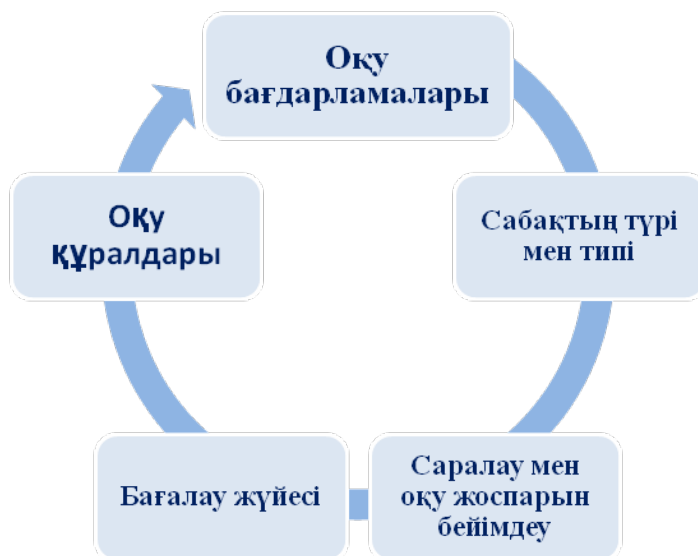 Оқу
бағдарламалары
Сабақтың түрі
мен типі
Саралау мен
оқу жоспарын
бейімдеу
Бағалау жүйесі
Оқу
құралдары